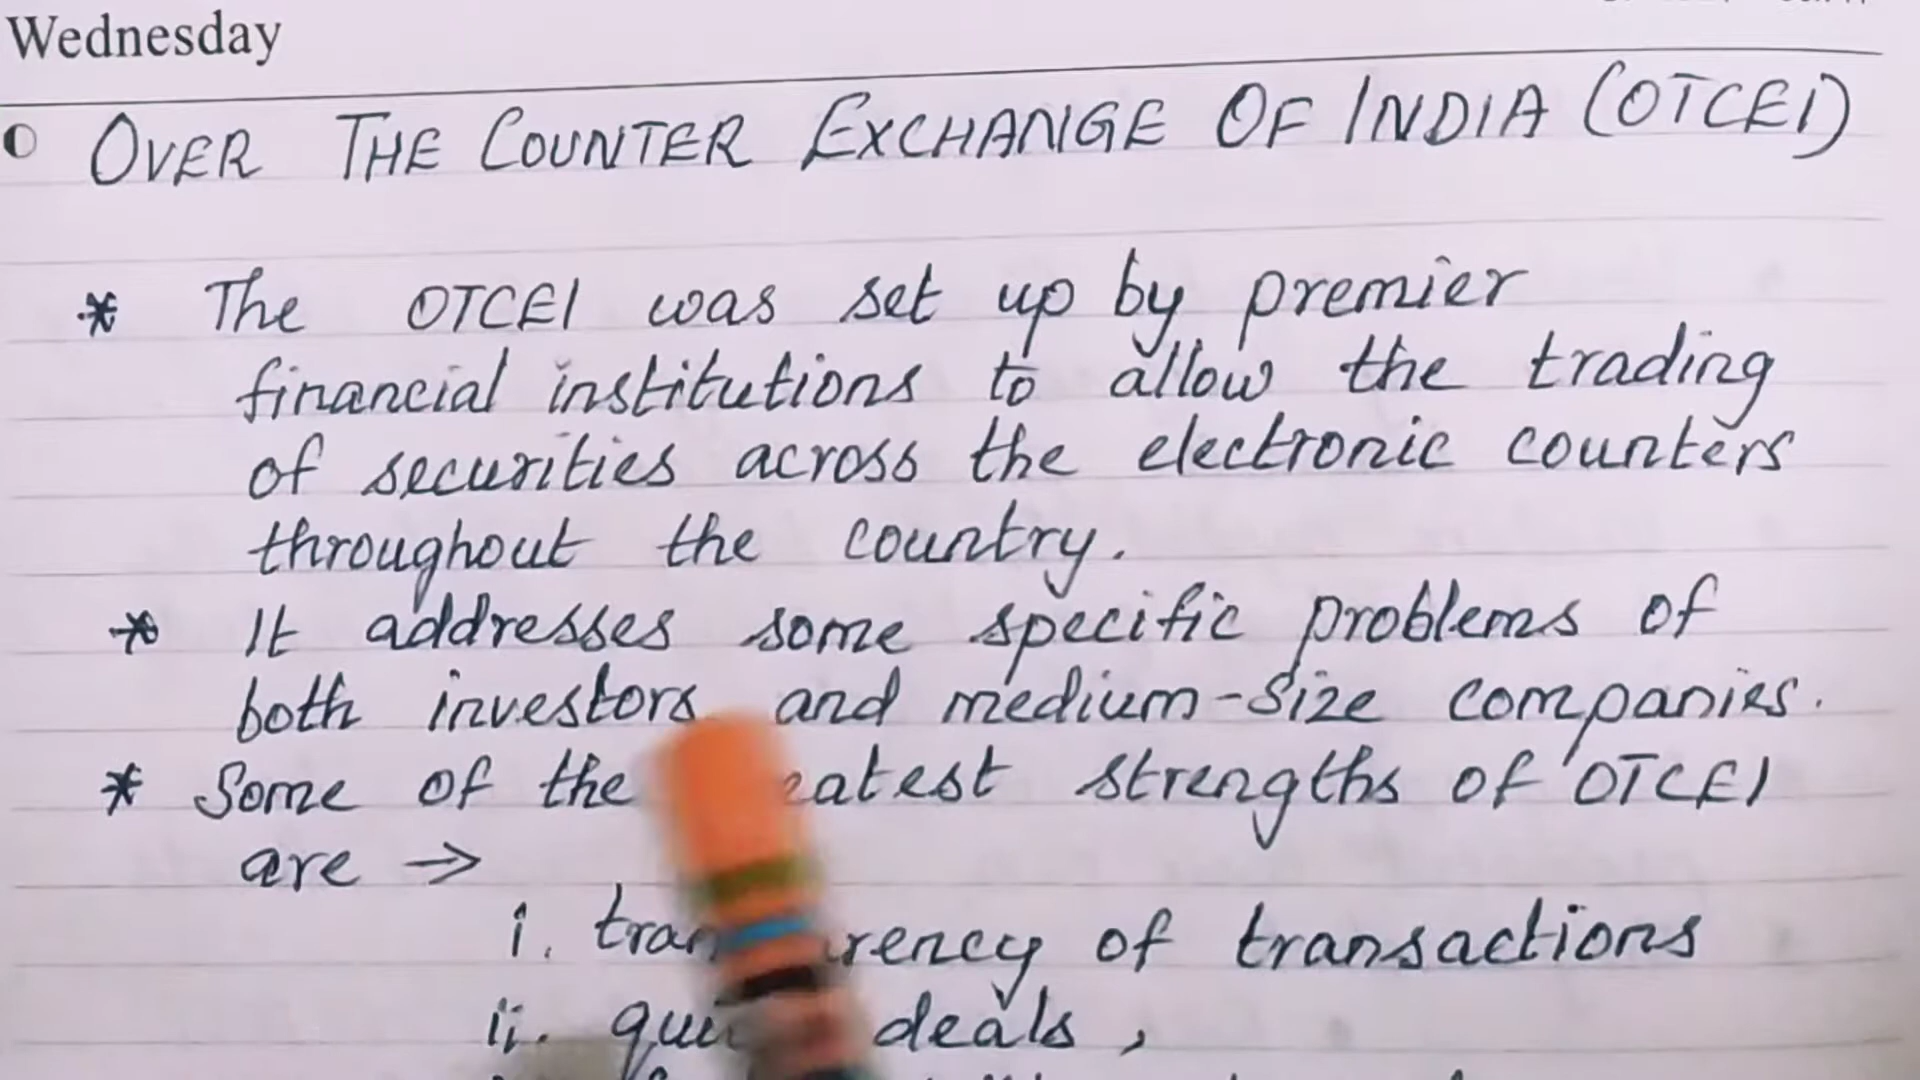 Wednesday
OVER THE COUNTER EXCHANGE OF INDIA (OTCEI)
* The OTCEI was set up by premier
financial institutions to allow the trading
of securities across the electronic counters
throughout the country.
* It addresses some specific problems of
both investors and medium-size companies.
* Some of the strengths of OTCEI
are →
i. of transactions
ii. deals,